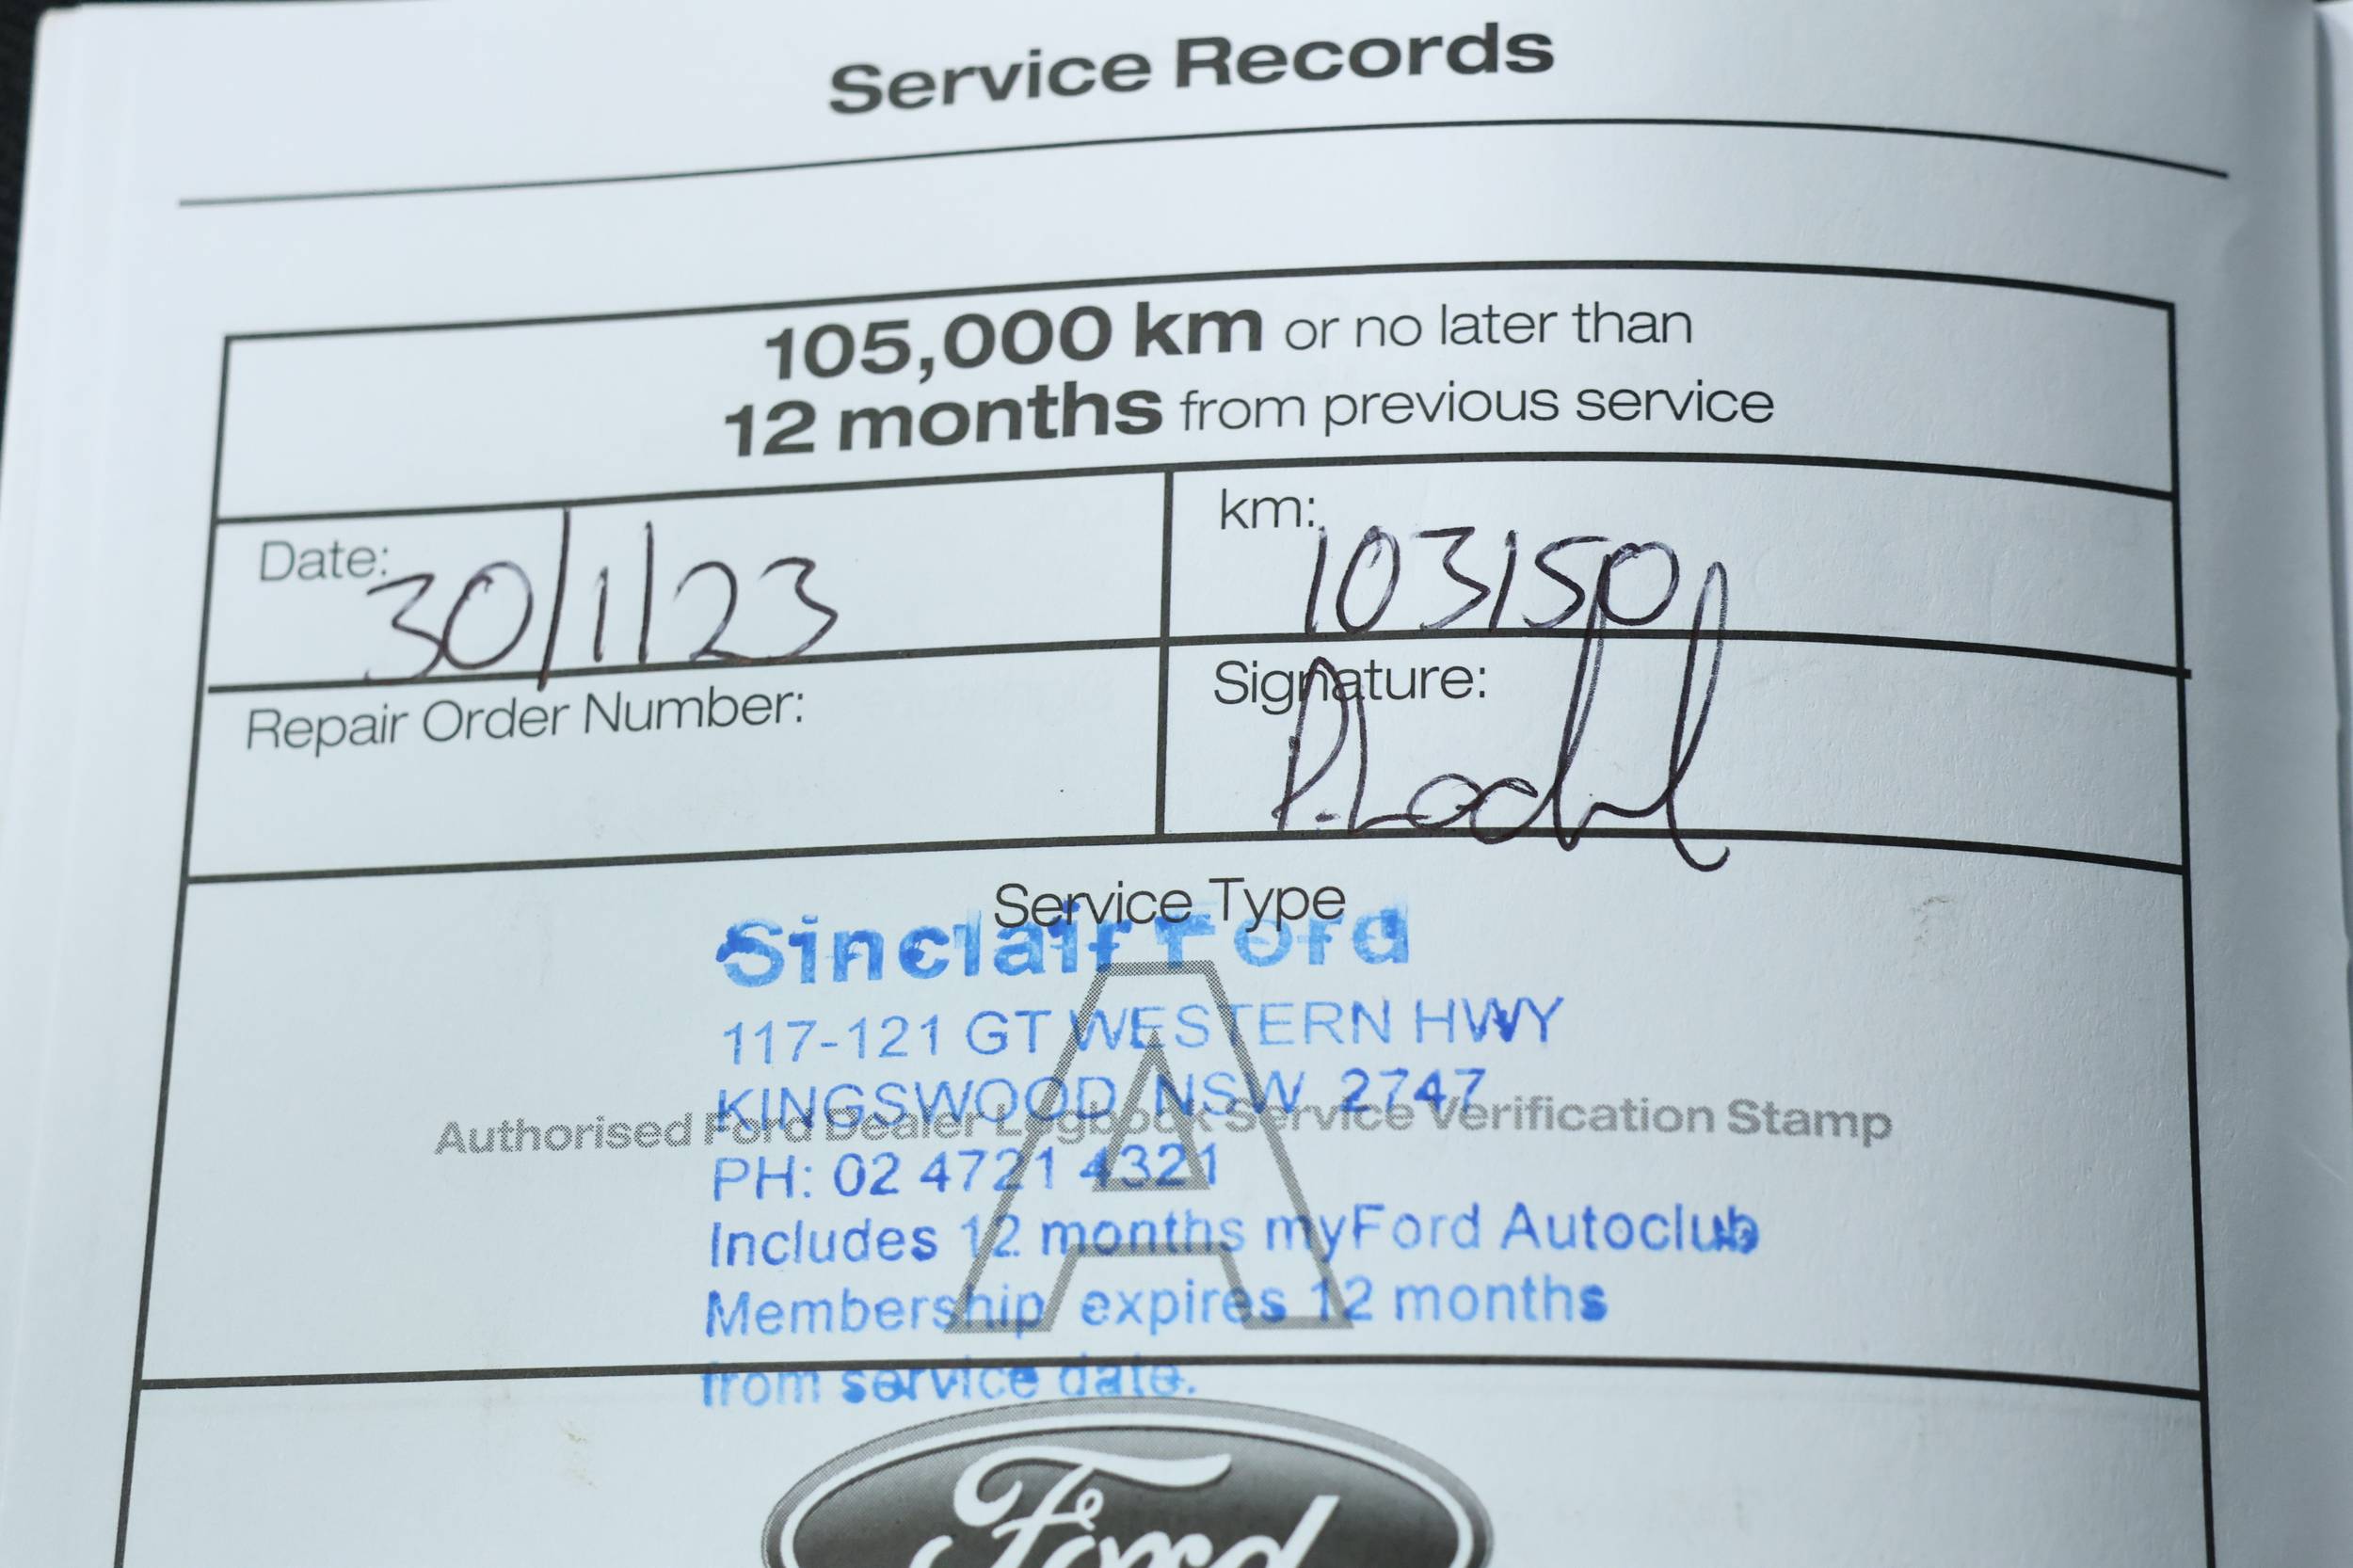 Service Records
105,000 km or no later than
12 months from previous service
Date: 30/1/23
km: 103150
Repair Order Number:
Signature:
Service Type
Sinclair Ford
A
117-121 GT WESTERN HWY
KINGSWOOD NSW 2747
Authorised Ford Dealer Logbook Service Verification Stamp
PH: 02 4721 4321
Includes 12 months myFord Autoclub
Membership expires 12 months
from service date.
Ford